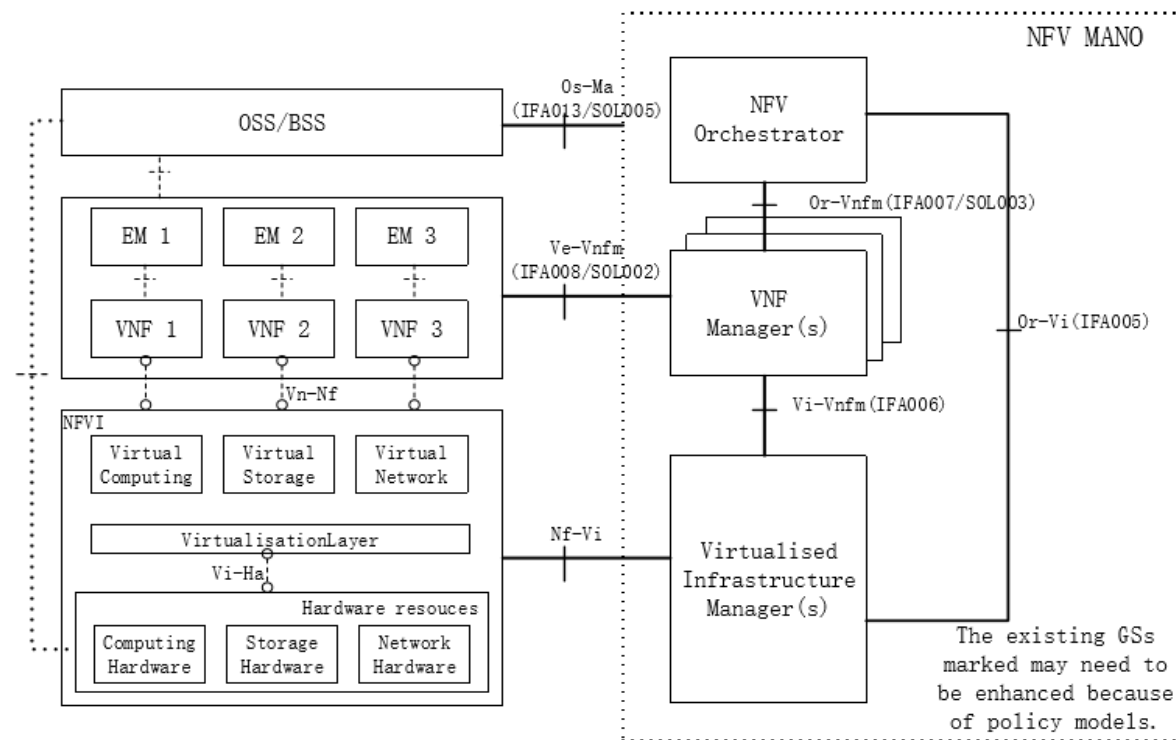 NFV MANO
Os-Ma
(IFA013/SOL005)
OSS/BSS
NFV
Orchestrator
Or-Vnfm(IFA007/SOL003)
EM 1
EM 2
EM 3
Ve-Vnfm
(IFA008/SOL002)
VNF 1
VNF 2
VNF 3
VNF
Manager(s)
Or-Vi(IFA005)
Vn-Nf
Vi-Vnfm(IFA006)
NFVI
Virtual
Computing
Virtual
Storage
Virtual
Network
VirtualisationLayer
Nf-Vi
Virtualised
Infrastructure
Manager(s)
Vi-Ha
Hardware resouces
Computing
Hardware
Storage
Hardware
Network
Hardware
The existing GSs
marked may need to
be enhanced because
of policy models.